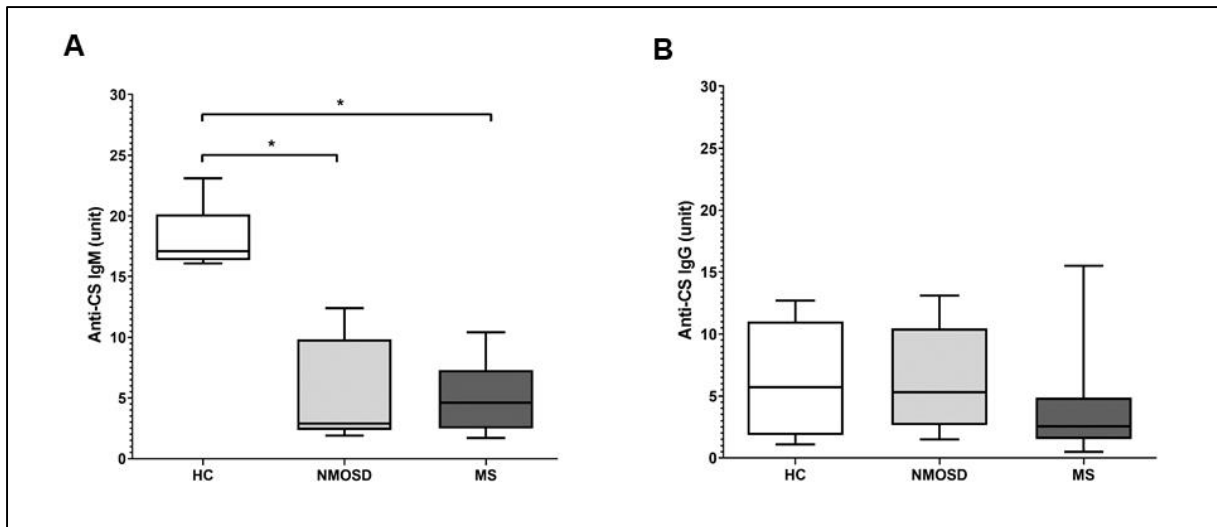 A
30
25
20
15
10
5
0
Anti-CS IgM (unit)
*
*
HC NMOSD MS
B
30
25
20
15
10
5
0
Anti-CS IgG (unit)
HC NMOSD MS